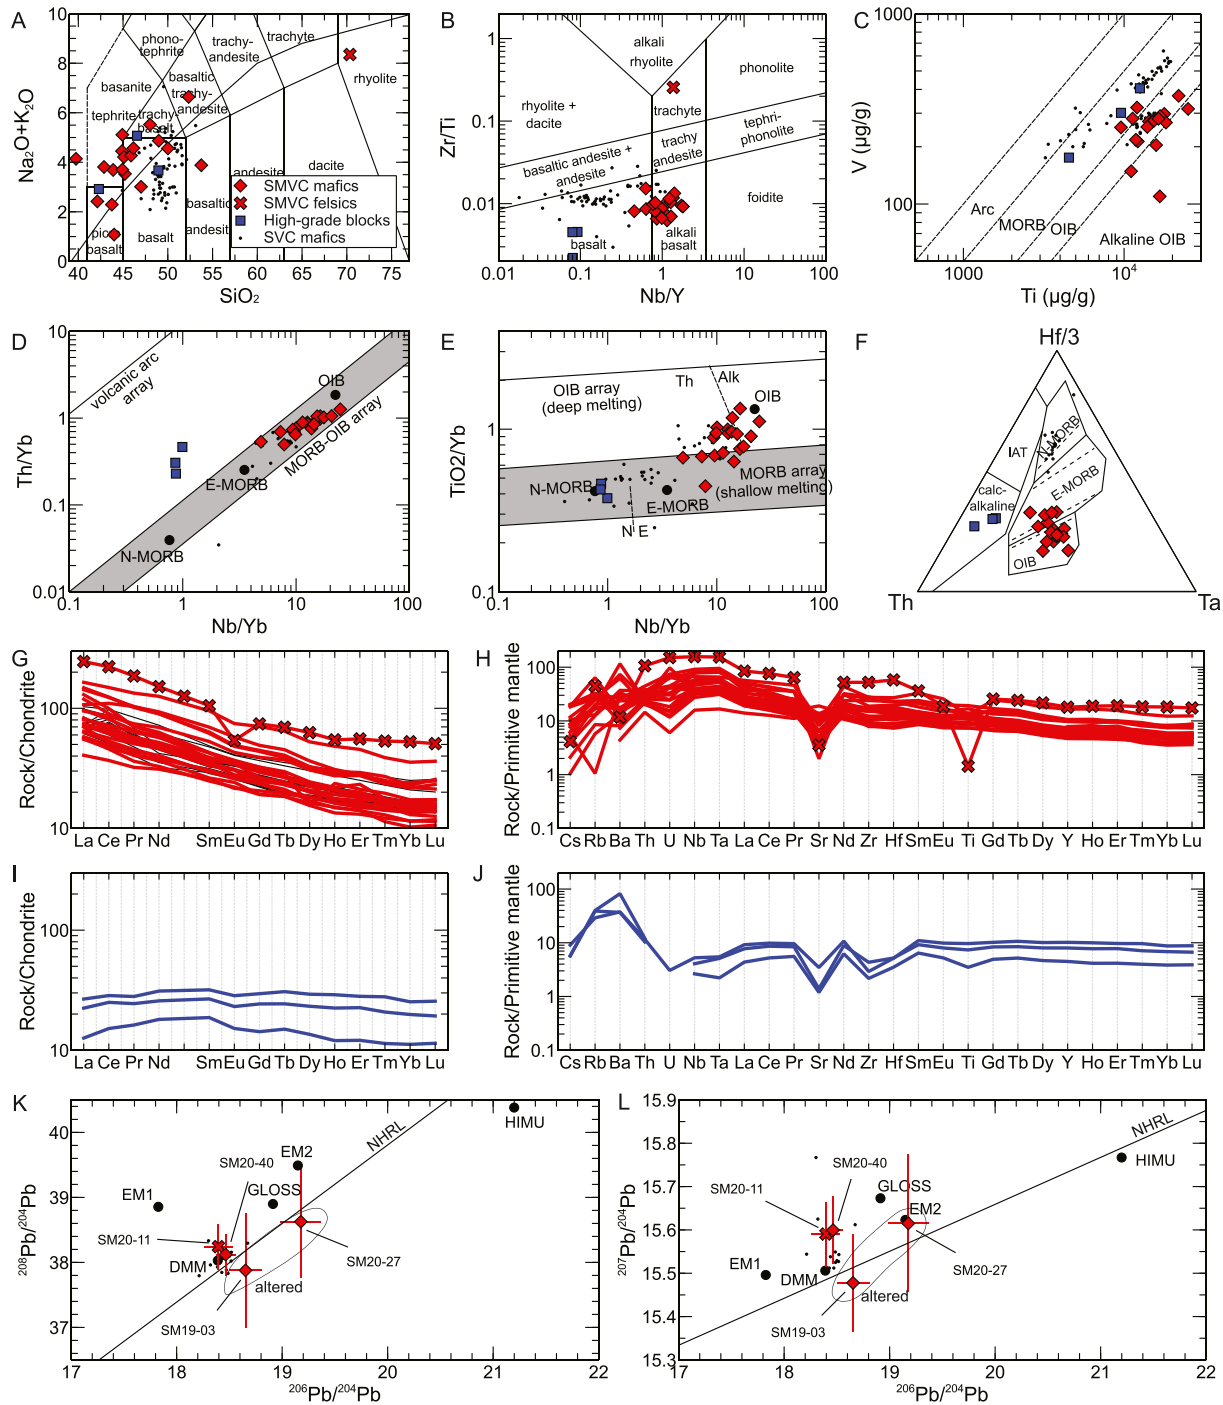 A
Na₂O+K₂O
10
8
6
4
2
0
40
45
50
55
60
65
70
75
SiO₂
phono-
tephrite
trachy-
andesite
trachyte
rhyolite
basanite
basaltic
trachy-
andesite
tephrite
trachy-
basalt
andesite
dacite
basaltic
andesit
picr
basalt
basalt
SMVC mafics
SMVC felsics
High-grade blocks
SVC mafics
B
Zr/Ti
1
0.1
0.01
0.01
0.1
1
10
100
Nb/Y
alkali
rhyolite
phonolite
rhyolite +
dacite
trachyte
tephri-
phonolite
trachy
andesite
basaltic andesite +
andesite
foidite
basalt
alkali
basalt
C
V (µg/g)
1000
100
1000
10⁴
Ti (µg/g)
Arc
MORB
OIB
Alkaline OIB
D
Th/Yb
10
1
0.1
0.01
0.1
1
10
100
Nb/Yb
volcanic arc
array
OIB
MORB-OIB array
E-MORB
N-MORB
E
TiO2/Yb
1
0.1
0.1
1
10
100
Nb/Yb
OIB array
(deep melting)
Th
Alk
OIB
N-MORB
E-MORB
MORB array
(shallow melting)
N
E
F
Hf/3
Th
Ta
IAT
N-MORB
calc-
alkaline
E-MORB
OIB
G
Rock/Chondrite
100
10
La Ce Pr Nd Sm Eu Gd Tb Dy Ho Er Tm Yb Lu
H
Rock/Primitive mantle
100
10
1
0.1
Cs Rb Ba Th U Nb Ta La Ce Pr Sr Nd Zr Hf Sm Eu Ti Gd Tb Dy Y Ho Er Tm Yb Lu
I
Rock/Chondrite
100
10
La Ce Pr Nd Sm Eu Gd Tb Dy Ho Er Tm Yb Lu
J
Rock/Primitive mantle
100
10
1
0.1
Cs Rb Ba Th U Nb Ta La Ce Pr Sr Nd Zr Hf Sm Eu Ti Gd Tb Dy Y Ho Er Tm Yb Lu
K
²⁰⁸Pb/²⁰⁴Pb
40
39
38
37
17
18
19
20
21
22
²⁰⁶Pb/²⁰⁴Pb
NHRL
HIMU
EM2
SM20-40
EM1
GLOSS
SM20-11
DMM
SM20-27
altered
SM19-03
L
²⁰⁷Pb/²⁰⁴Pb
15.9
15.8
15.7
15.6
15.5
15.4
15.3
17
18
19
20
21
22
²⁰⁶Pb/²⁰⁴Pb
NHRL
HIMU
SM20-40
SM20-11
GLOSS
EM2
EM1
DMM
SM20-27
altered
SM19-03